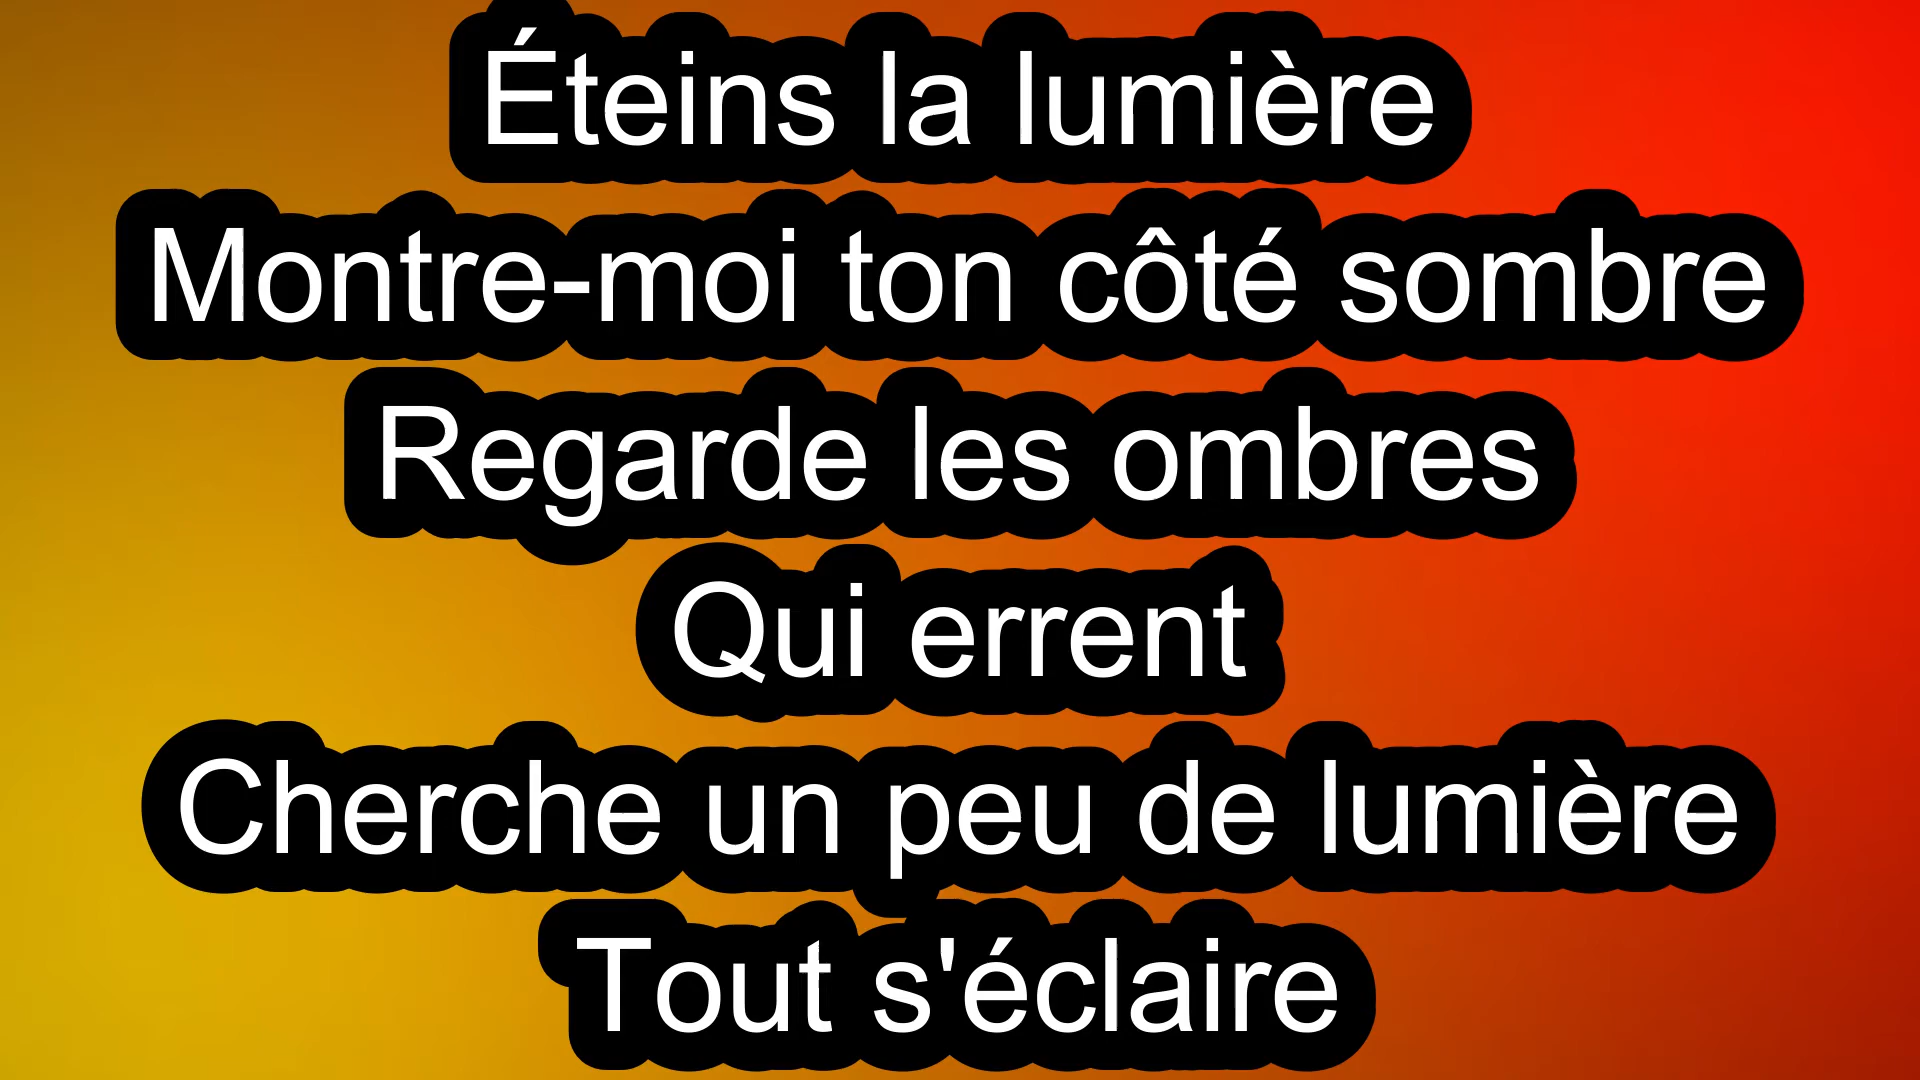 Éteins la lumière
Montre-moi ton côté sombre
Regarde les ombres
Qui errent
Cherche un peu de lumière
Tout s'éclaire